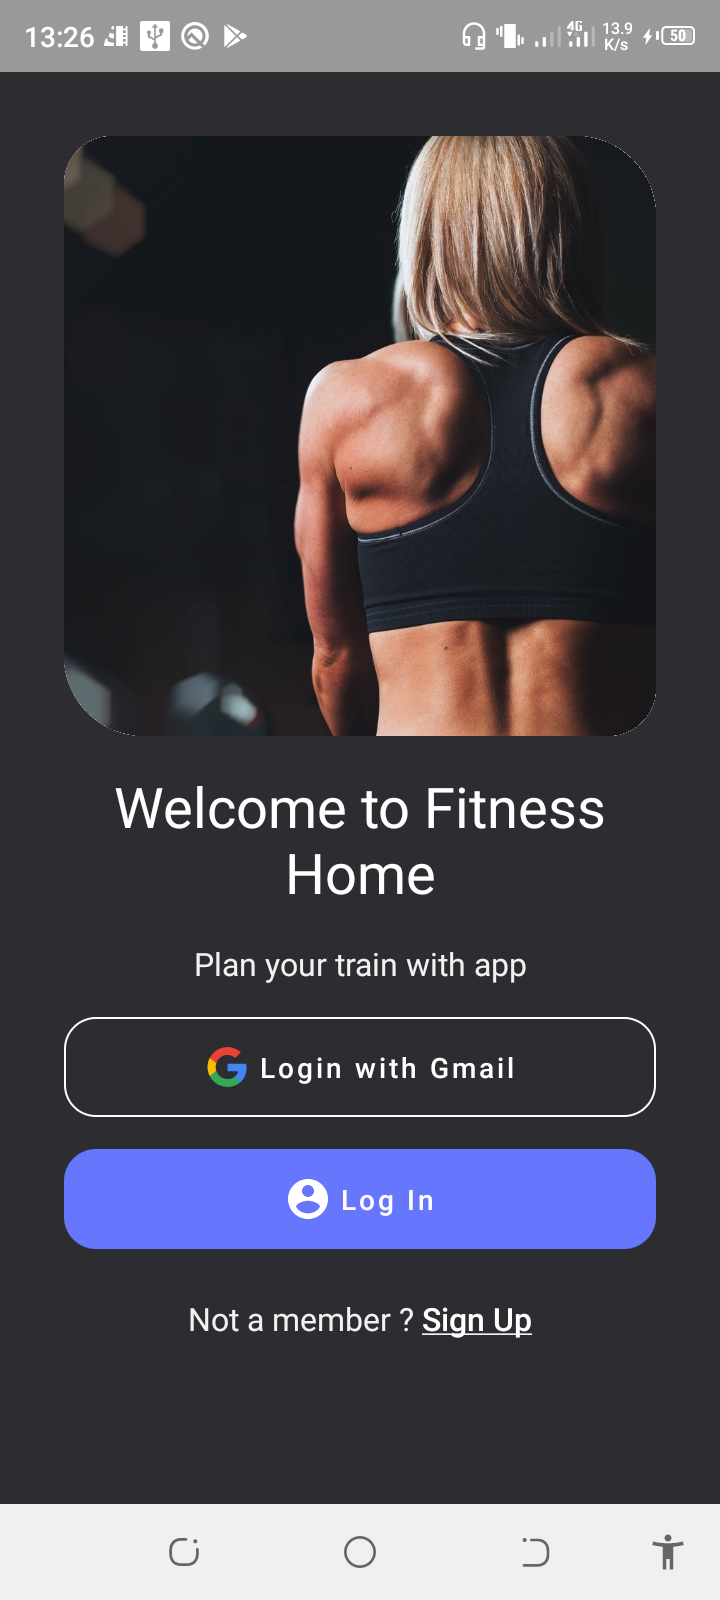 13:26 4G 13.9 K/s 50
Welcome to Fitness
Home
Plan your train with app
Login with Gmail
Log In
Not a member ? Sign Up